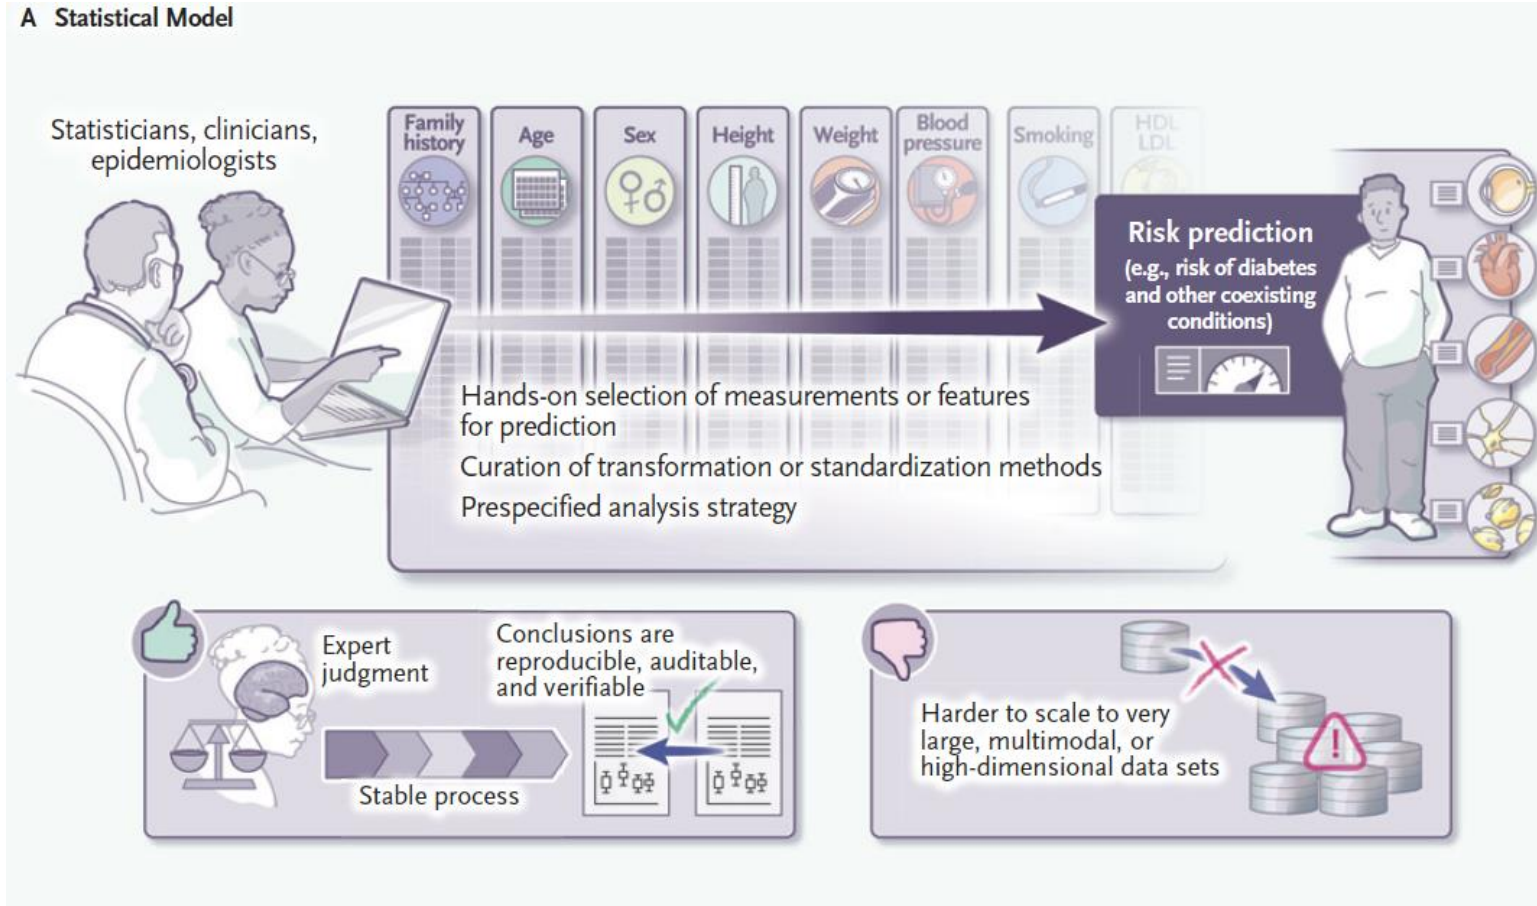 A Statistical Model
Statisticians, clinicians,
epidemiologists
Family
history
Age
Sex
Height
Weight
Blood
pressure
Smoking
HDL
LDL
Risk prediction
(e.g., risk of diabetes
and other coexisting
conditions)
Hands-on selection of measurements or features
for prediction
Curation of transformation or standardization methods
Prespecified analysis strategy
Expert
judgment
Stable process
Conclusions are
reproducible, auditable,
and verifiable
Harder to scale to very
large, multimodal, or
high-dimensional data sets